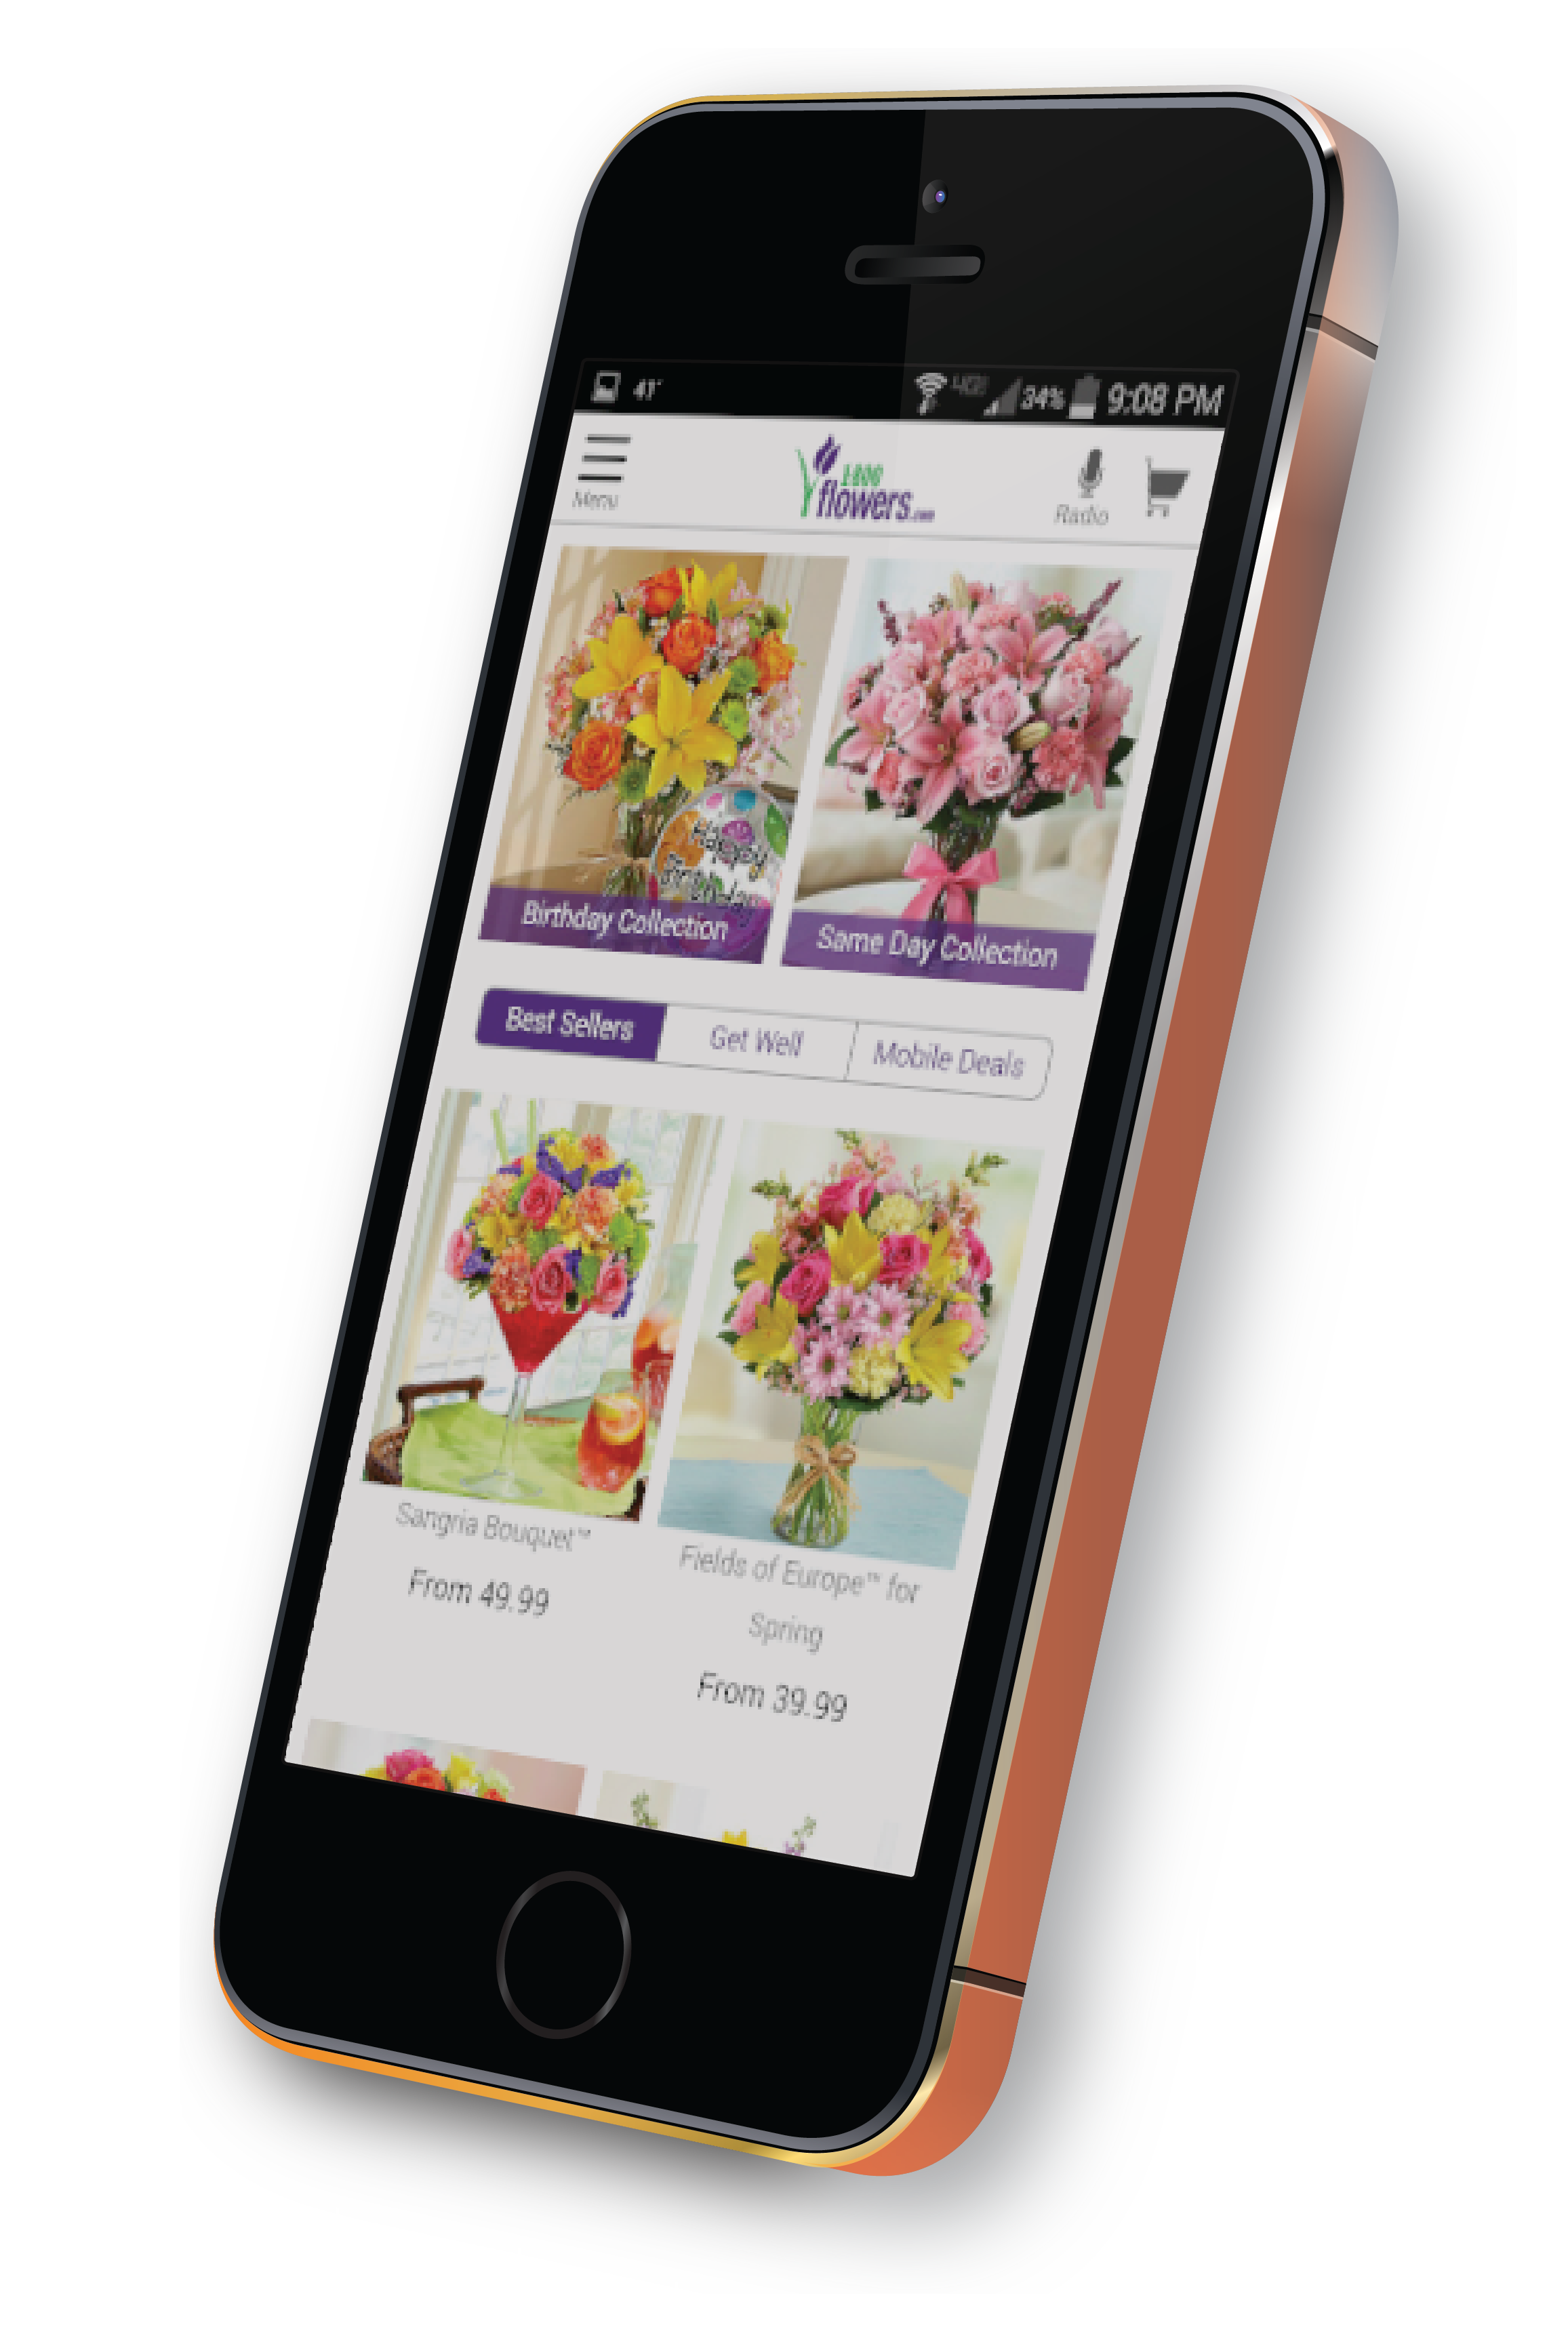 41°
34% 9:08 PM
Menu
1-800
flowers.com
Radio
Happy
Birthday
Birthday Collection
Same Day Collection
Best Sellers
Get Well
Mobile Deals
Sangria Bouquet™
From 49.99
Fields of Europe™ for
Spring
From 39.99